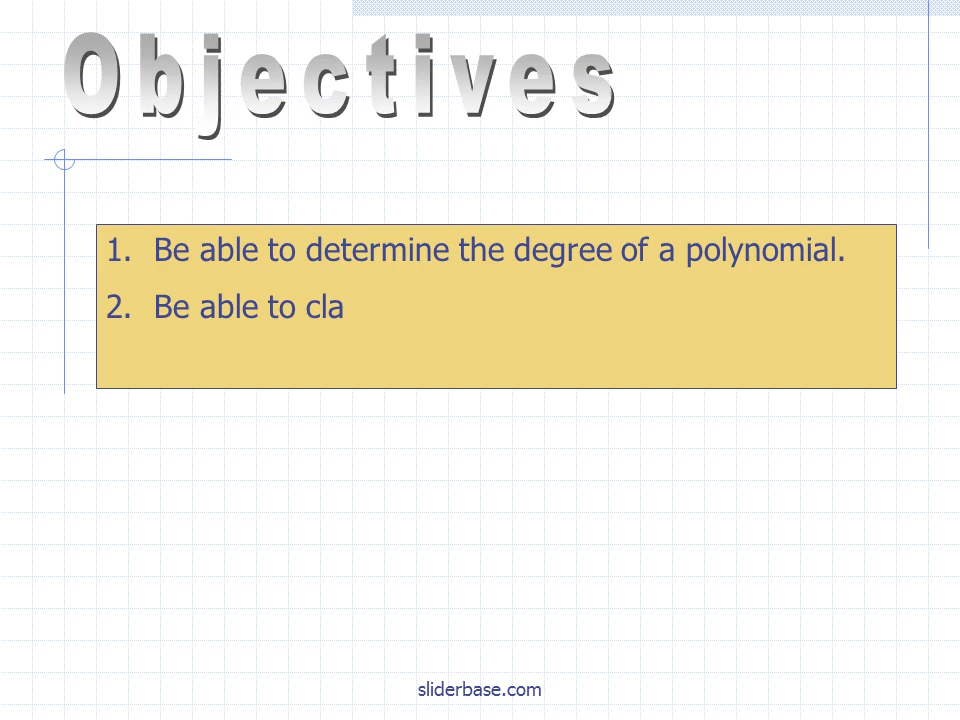 Objectives
1. Be able to determine the degree of a polynomial.
2. Be able to cla
sliderbase.com